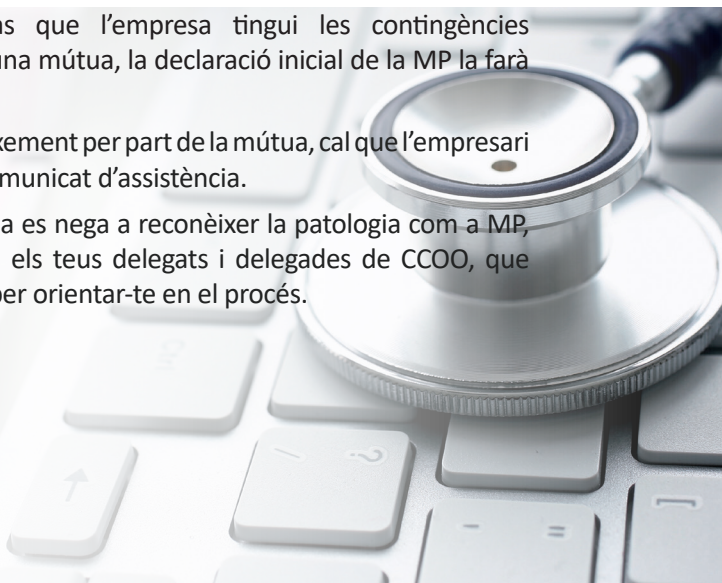 ns que l'empresa tingui les contingències
una mútua, la declaració inicial de la MP la farà
xement per part de la mútua, cal que l'empresari
municat d'assistència.
a es nega a reconèixer la patologia com a MP,
els teus delegats i delegades de CCOO, que
per orientar-te en el procés.
Ctrl
/ ?
- =
[